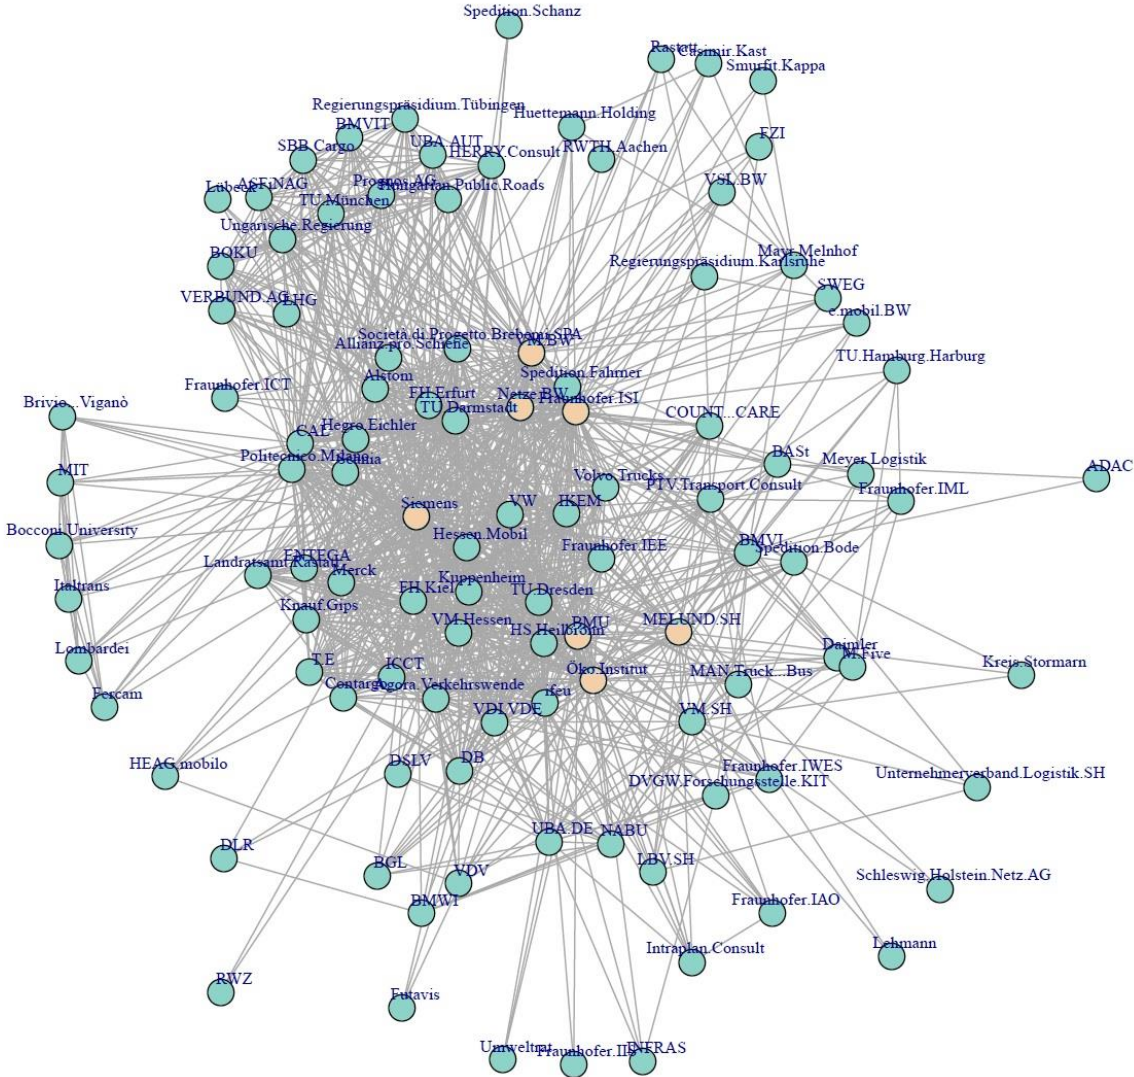 Spedition.Schanz
Rastatt
Casimir.Kast
Smurfit.Kappa
Regierungspräsidium.Tübingen
Huettemann.Holding
BMVIT
UBA.AUT
HERRY.Consult
RWTH.Aachen
FZI
SBB.Cargo
Lübeck
ASFiNAG
Prognos.AG
Hungarian.Public.Roads
VSL.BW
TU.München
Ungarische.Regierung
BOKU
Mayr.Melnhof
Regierungspräsidium.Karlsruhe
SWEG
VERBUND.AG
LHG
e.mobil.BW
Società.di.Progetto.Brebemi.SPA
VM.BW
Allianz.pro.Schiene
TU.Hamburg.Harburg
Spedition.Fahrner
Fraunhofer.ICT
Alstom
FH.Erfurt
Netze.BW
Fraunhofer.ISI
Brivio...Viganò
TU.Darmstadt
COUNT...CARE
Hegro.Eichler
CAL
Politecnico.Milano
Scania
MIT
Volvo.Trucks
PTV.Transport.Consult
BASt
Meyer.Logistik
ADAC
Fraunhofer.IML
Siemens
VW
IKEM
Bocconi.University
Hessen.Mobil
Fraunhofer.IEE
BMVI
Spedition.Bode
Landratsamt.Rastatt
ENTEGA
Merck
Italtrans
FH.Kiel
Kuppenheim
TU.Dresden
Knauf.Gips
VM.Hessen
HS.Heilbronn
BMU
MELUND.SH
Lombardei
T.E
ICCT
Öko.Institut
Daimler
M.Five
Kreis.Stormarn
Fercam
Contargo
Agora.Verkehrswende
ifeu
MAN.Truck...Bus
VDI.VDE
VM.SH
HEAG.mobilo
DSLV
DB
Fraunhofer.IWES
DVGW.Forschungsstelle.KIT
Unternehmerverband.Logistik.SH
DLR
BGL
VDV
UBA.DE
NABU
LBV.SH
Schleswig.Holstein.Netz.AG
BMWI
Fraunhofer.IAO
Intraplan.Consult
Lehmann
RWZ
Futavis
Umweltrat
INFRAS